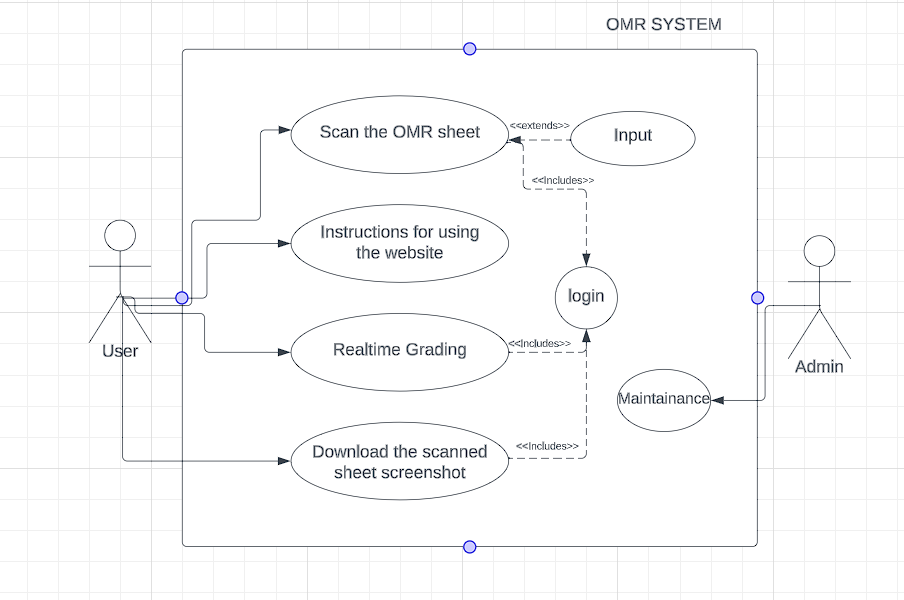 OMR SYSTEM
Scan the OMR sheet
<<extends>>
Input
<<Includes>>
Instructions for using
the website
login
User
Realtime Grading
<<Includes>>
Admin
Maintainance
Download the scanned
sheet screenshot
<<Includes>>